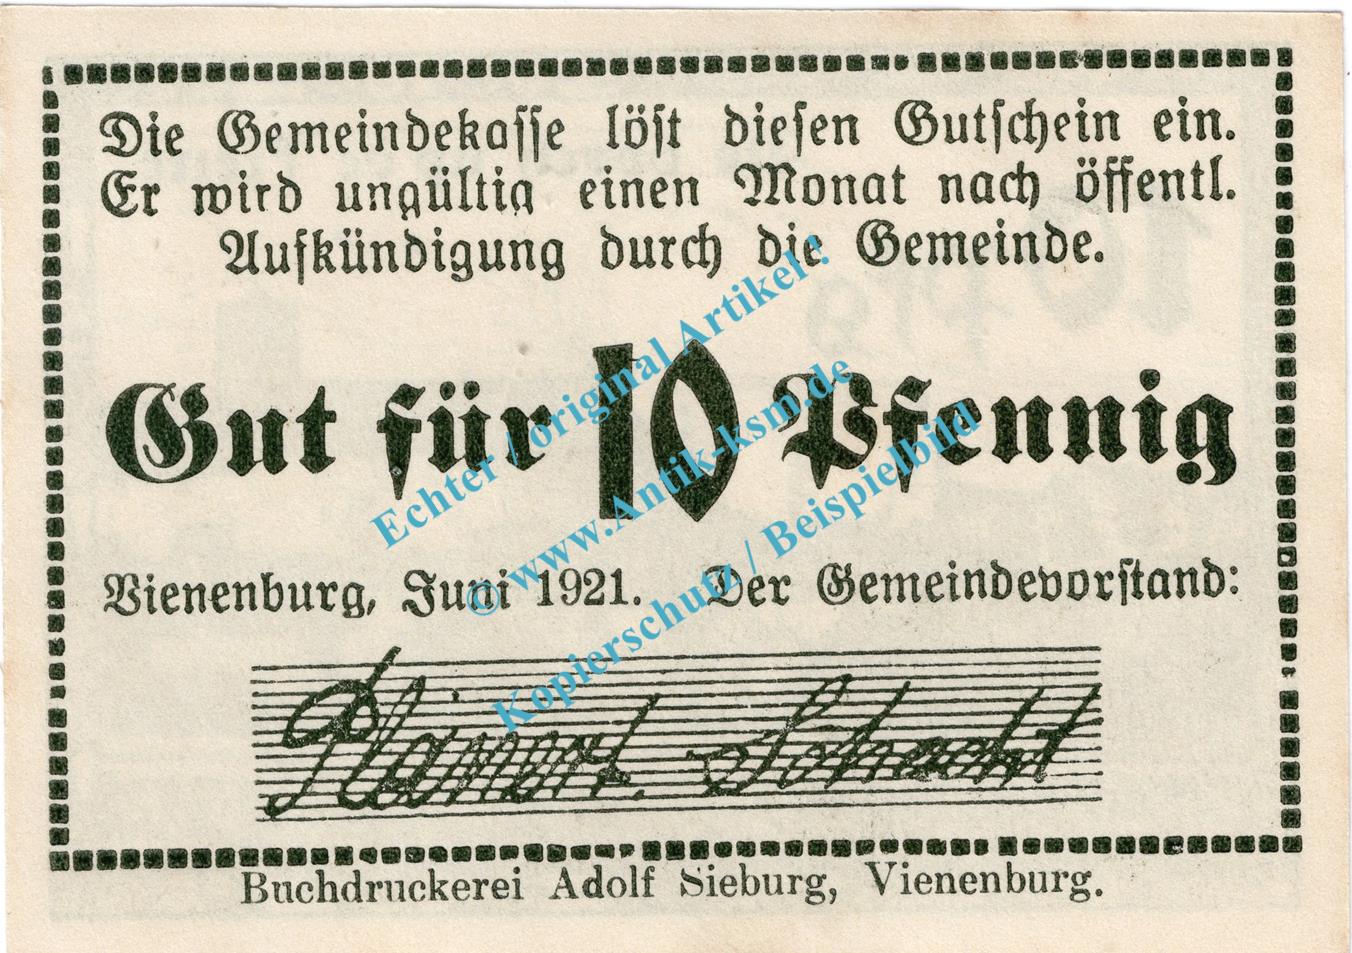 Die Gemeindekasse löst diesen Gutschein ein.
Er wird ungültig einen Monat nach öffentl.
Aufkündigung durch die Gemeinde.
Gut für 10 Pfennig
Vienenburg, Juni 1921. Der Gemeindevorstand:
Buchdruckerei Adolf Sieburg, Vienenburg.
Echter / original Artikel !
© www.Antik-ksm.de
Kopierschutz / Beispielbild